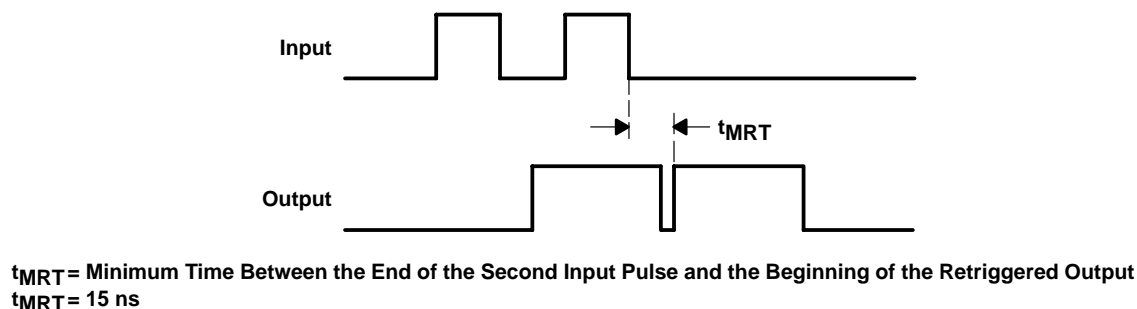 Input
tMRT
Output
tMRT = Minimum Time Between the End of the Second Input Pulse and the Beginning of the Retriggered Output
tMRT = 15 ns